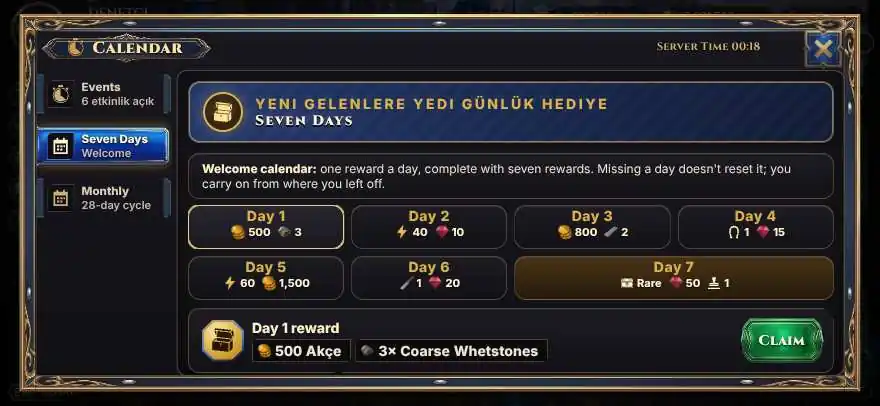 CALENDAR
SERVER TIME 00:18
Events
6 etkinlik açık
Seven Days
Welcome
Monthly
28-day cycle
YENİ GELENLERE YEDI GÜNLÜK HEDIYE
SEVEN DAYS
Welcome calendar: one reward a day, complete with seven rewards. Missing a day doesn't reset it; you
carry on from where you left off.
Day 1
500 3
Day 2
40 10
Day 3
800 2
Day 4
1 15
Day 5
60 1,500
Day 6
1 20
Day 7
Rare 50 1
Day 1 reward
500 Akçe 3× Coarse Whetstones
CLAIM